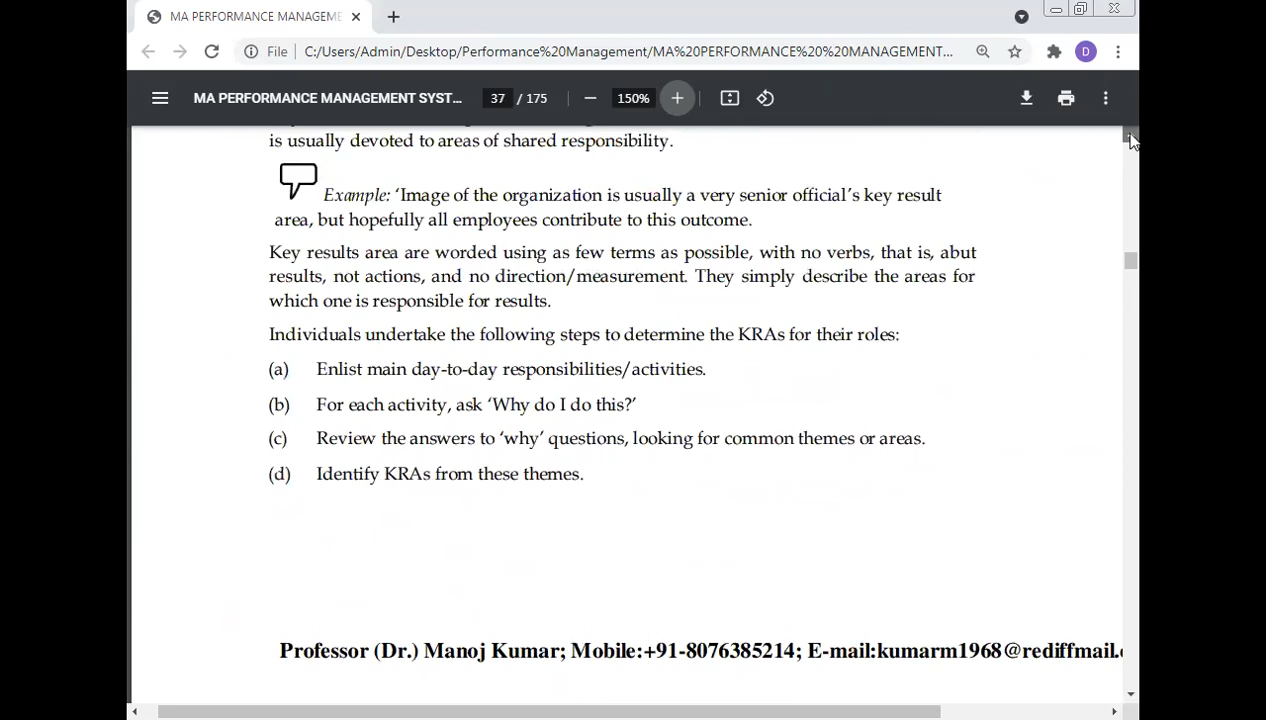 MA PERFORMANCE MANAGEME
File C:/Users/Admin/Desktop/Performance%20Management/MA%20PERFORMANCE%20%20MANAGEMENT... D
MA PERFORMANCE MANAGEMENT SYST... 37 / 175 150%
is usually devoted to areas of shared responsibility.
Example: ‘Image of the organization is usually a very senior official’s key result
area, but hopefully all employees contribute to this outcome.
Key results area are worded using as few terms as possible, with no verbs, that is, abut
results, not actions, and no direction/measurement. They simply describe the areas for
which one is responsible for results.
Individuals undertake the following steps to determine the KRAs for their roles:
(a) Enlist main day-to-day responsibilities/activities.
(b) For each activity, ask ‘Why do I do this?’
(c) Review the answers to ‘why’ questions, looking for common themes or areas.
(d) Identify KRAs from these themes.
Professor (Dr.) Manoj Kumar; Mobile:+91-8076385214; E-mail:kumarm1968@rediffmail.